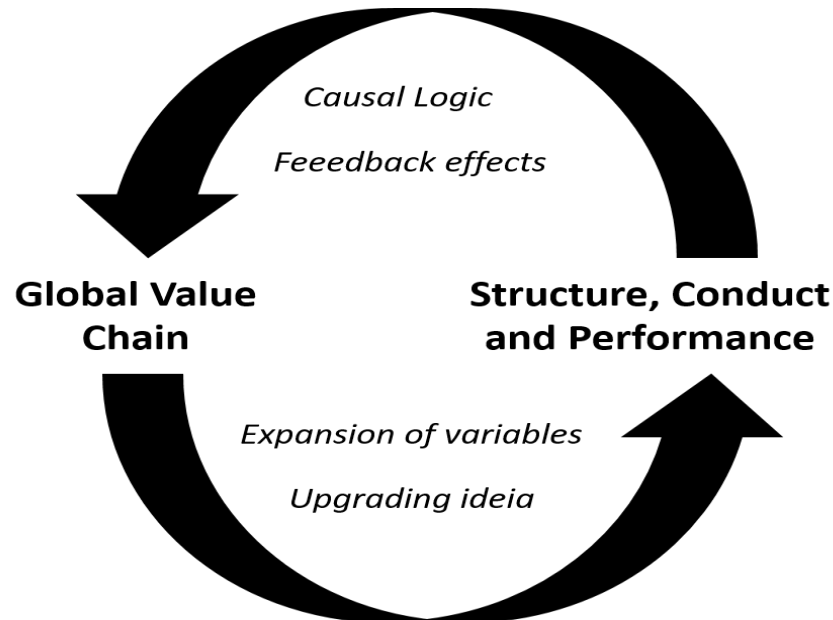 Causal Logic
Feeedback effects
Global Value
Chain
Structure, Conduct
and Performance
Expansion of variables
Upgrading ideia